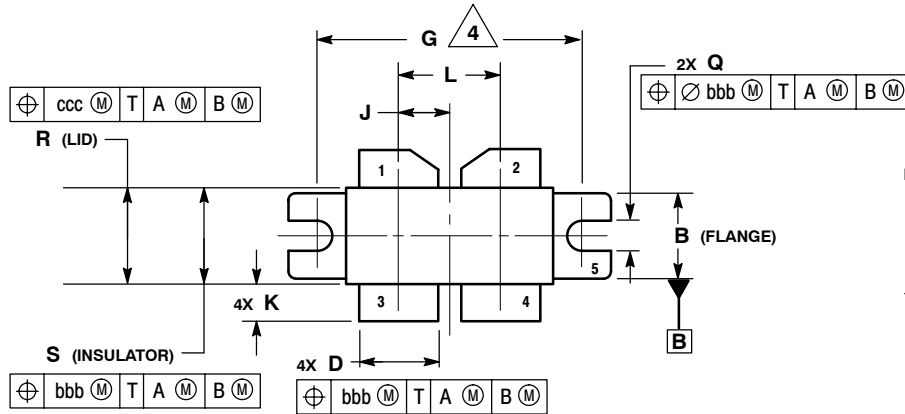 G 4
L
2X Q
⌖ ⌀ bbb Ⓜ T A Ⓜ B Ⓜ
⌖ ccc Ⓜ T A Ⓜ B Ⓜ
J
R (LID)
1
2
B (FLANGE)
5
4X K
3
4
B
S (INSULATOR)
4X D
⌖ bbb Ⓜ T A Ⓜ B Ⓜ
⌖ bbb Ⓜ T A Ⓜ B Ⓜ